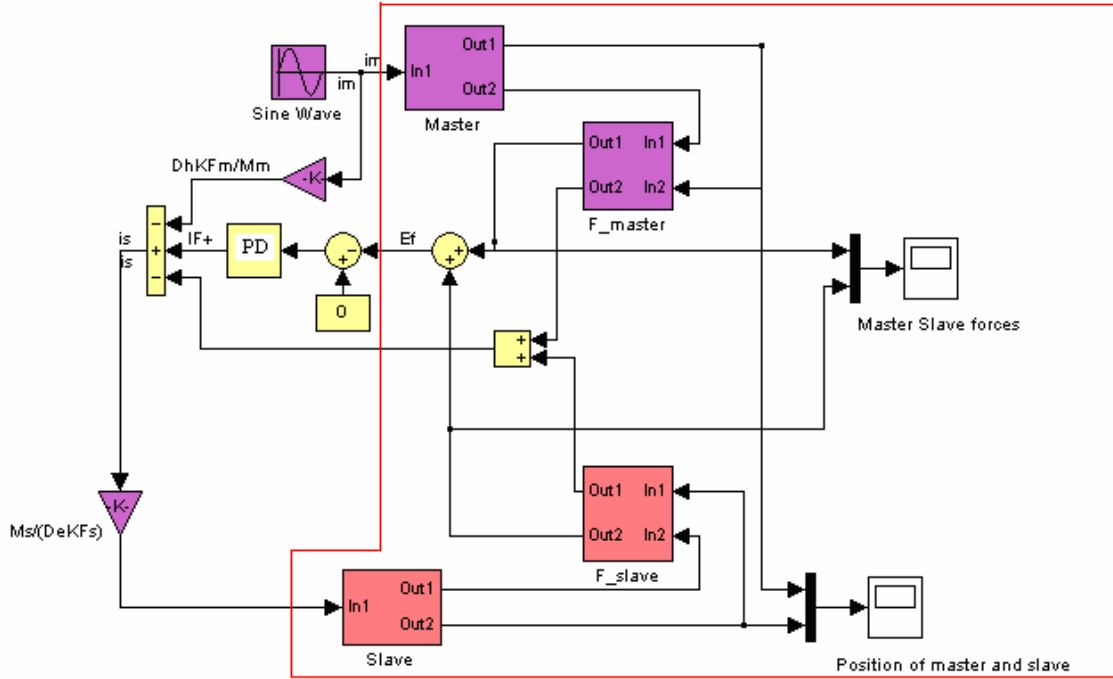 Out1
im
In1
im
Out2
Sine Wave
Master
Out1
In1
DhKFm/Mm
-K
Out2
In2
F_master
−
is
IF+
PD
Ef
+
−
+
+
+
is
−
0
Master Slave forces
+
+
Out1
In1
-K-
Ms/(DeKFs)
Out2
In2
F_slave
Out1
In1
Out2
Slave
Position of master and slave